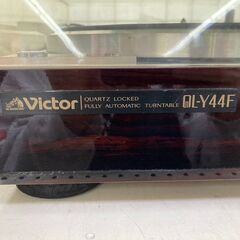 Victor
QUARTZ LOCKED
FULLY AUTOMATIC TURNTABLE
QL-Y44F